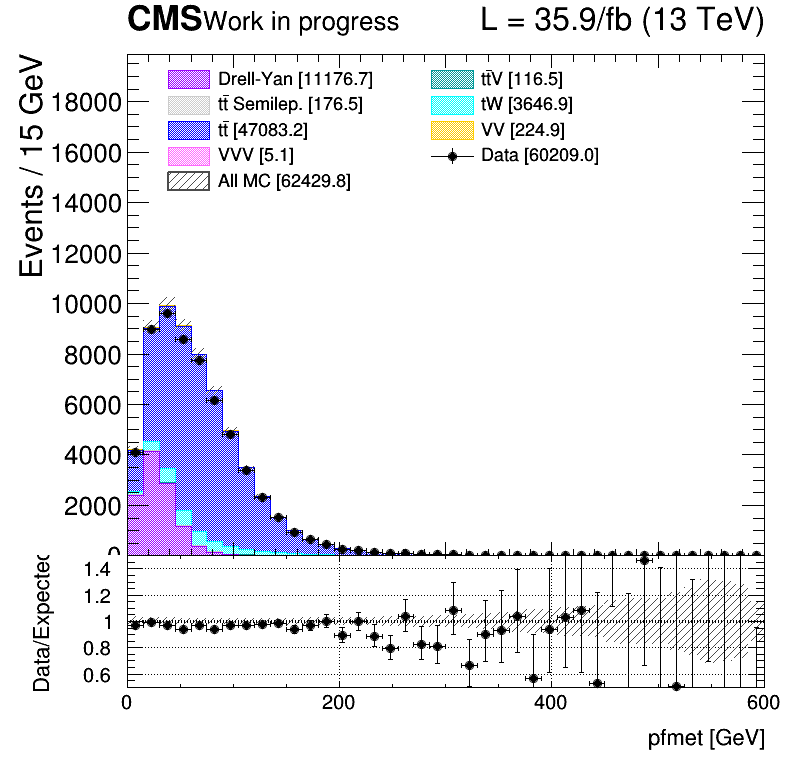 CMS Work in progress L = 35.9/fb (13 TeV)
Events / 15 GeV
Drell-Yan [11176.7]
tt̄ Semilep. [176.5]
tt̄ [47083.2]
VVV [5.1]
All MC [62429.8]
tt̄V [116.5]
tW [3646.9]
VV [224.9]
Data [60209.0]
18000
16000
14000
12000
10000
8000
6000
4000
2000
0
Data/Expected
1.4
1.2
1
0.8
0.6
0 200 400 600
pfmet [GeV]